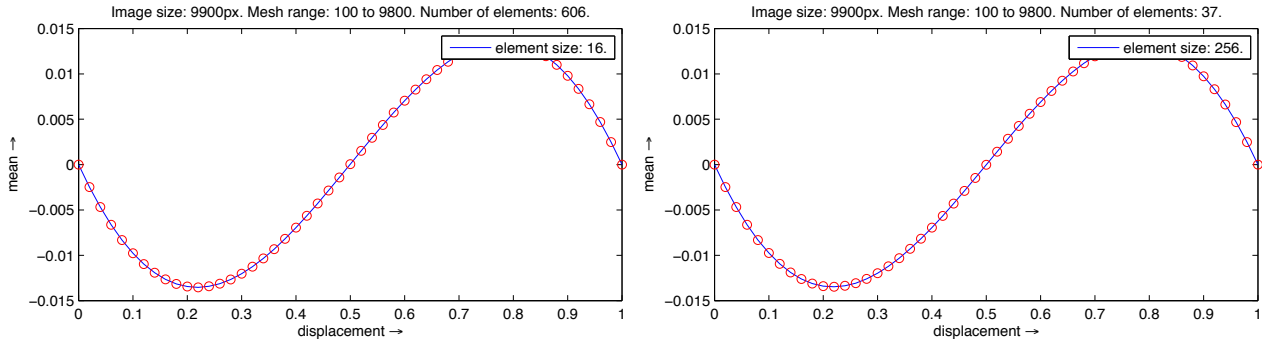 Image size: 9900px. Mesh range: 100 to 9800. Number of elements: 606.
0.015
0.01
0.005
0
−0.005
−0.01
−0.015
mean →
element size: 16.
0 0.1 0.2 0.3 0.4 0.5 0.6 0.7 0.8 0.9 1
displacement →
Image size: 9900px. Mesh range: 100 to 9800. Number of elements: 37.
0.015
0.01
0.005
0
−0.005
−0.01
−0.015
mean →
element size: 256.
0 0.1 0.2 0.3 0.4 0.5 0.6 0.7 0.8 0.9 1
displacement →